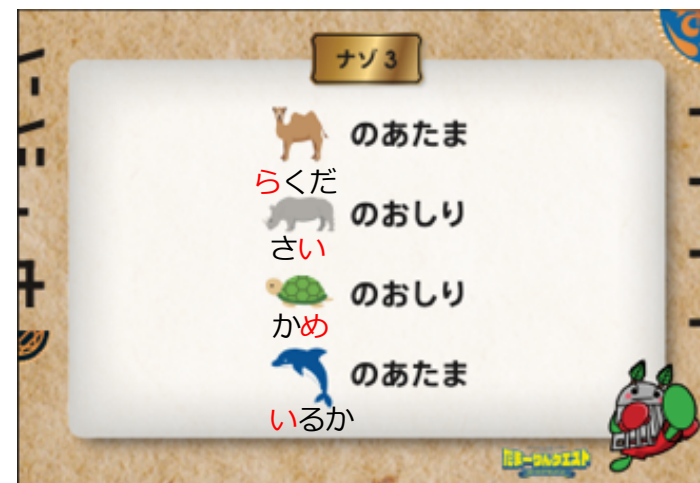 ナゾ3
のあたま
らくだ
のおしり
さい
のおしり
かめ
のあたま
いるか